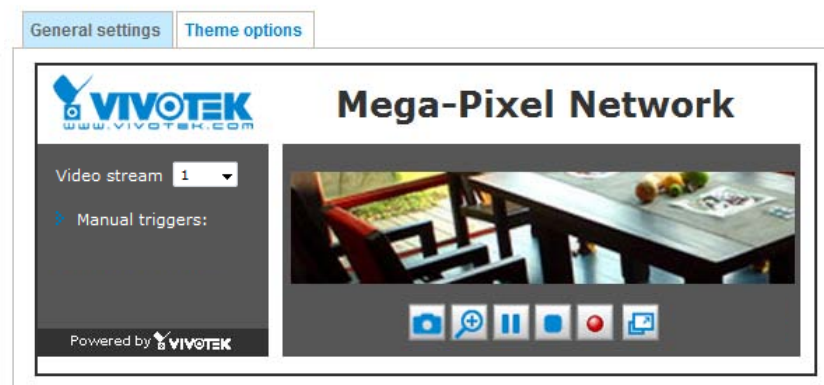 General settings
Theme options
VIVOTEK
www.vivotek.com
Mega-Pixel Network
Video stream 1
Manual triggers:
Powered by VIVOTEK